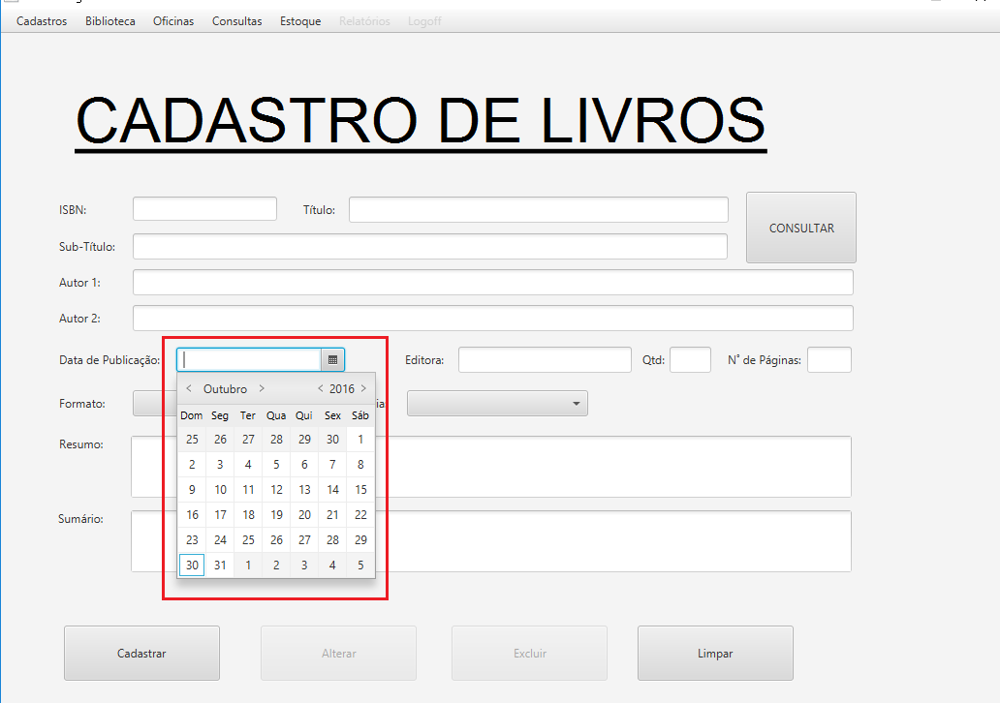 Cadastros Biblioteca Oficinas Consultas Estoque Relatórios Logoff
CADASTRO DE LIVROS
ISBN: Título: CONSULTAR
Sub-Título:
Autor 1:
Autor 2:
Data de Publicação: Editora: Qtd: N° de Páginas:
< Outubro > < 2016 >
Formato: ia
Dom Seg Ter Qua Qui Sex Sáb
25 26 27 28 29 30 1
Resumo:
2 3 4 5 6 7 8
9 10 11 12 13 14 15
16 17 18 19 20 21 22
Sumário:
23 24 25 26 27 28 29
30 31 1 2 3 4 5
Cadastrar Alterar Excluir Limpar